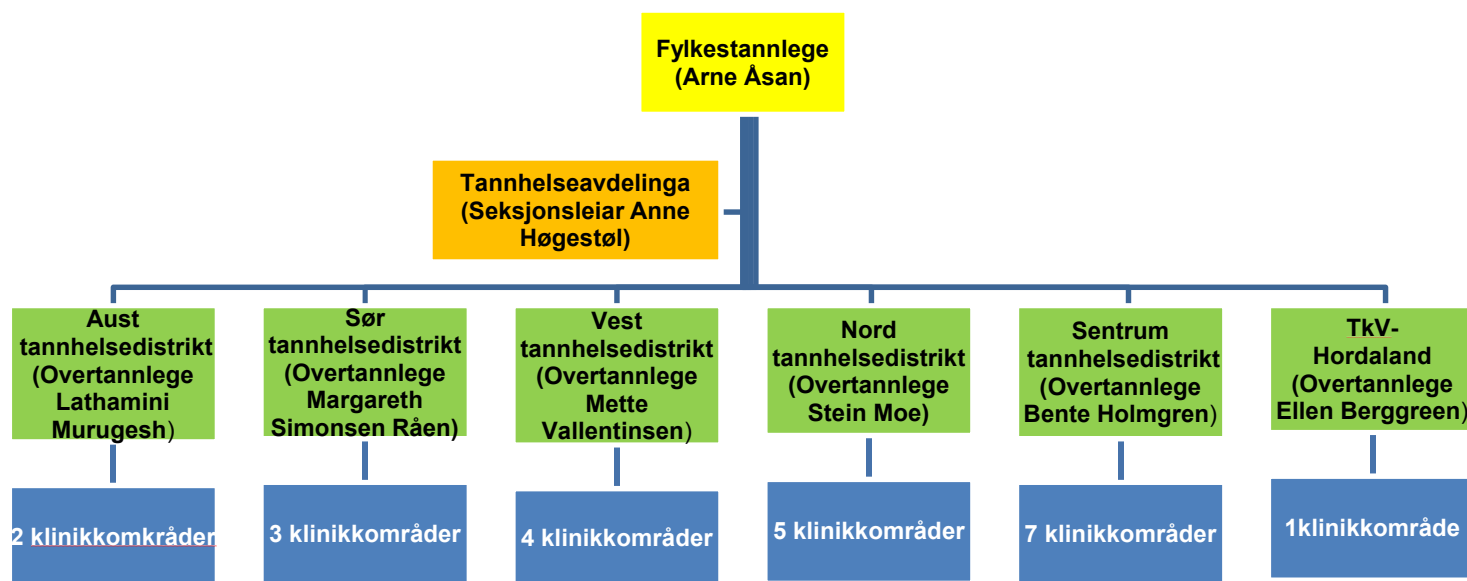 Fylkestannlege
(Arne Åsan)
Tannhelseavdelinga
(Seksjonsleiar Anne
Høgestøl)
Aust
tannhelsedistrikt
(Overtannlege
Lathamini
Murugesh)
Sør
tannhelsedistrikt
(Overtannlege
Margareth
Simonsen Råen)
Vest
tannhelsedistrikt
(Overtannlege
Mette
Vallentinsen)
Nord
tannhelsedistrikt
(Overtannlege
Stein Moe)
Sentrum
tannhelsedistrikt
(Overtannlege
Bente Holmgren)
TkV-
Hordaland
(Overtannlege
Ellen Berggreen)
2 klinikkomkråder
3 klinikkområder
4 klinikkområder
5 klinikkområder
7 klinikkområder
1klinikkområde